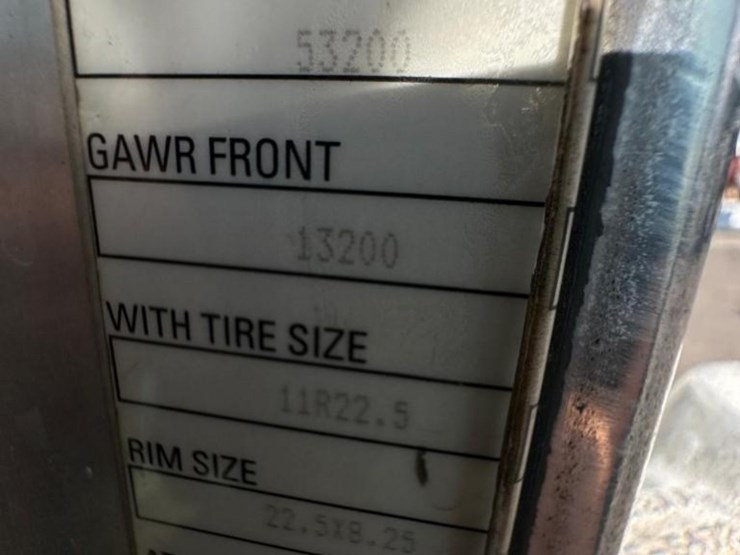 53200
GAWR FRONT
13200
WITH TIRE SIZE
11R22.5
RIM SIZE
22.5X8.25